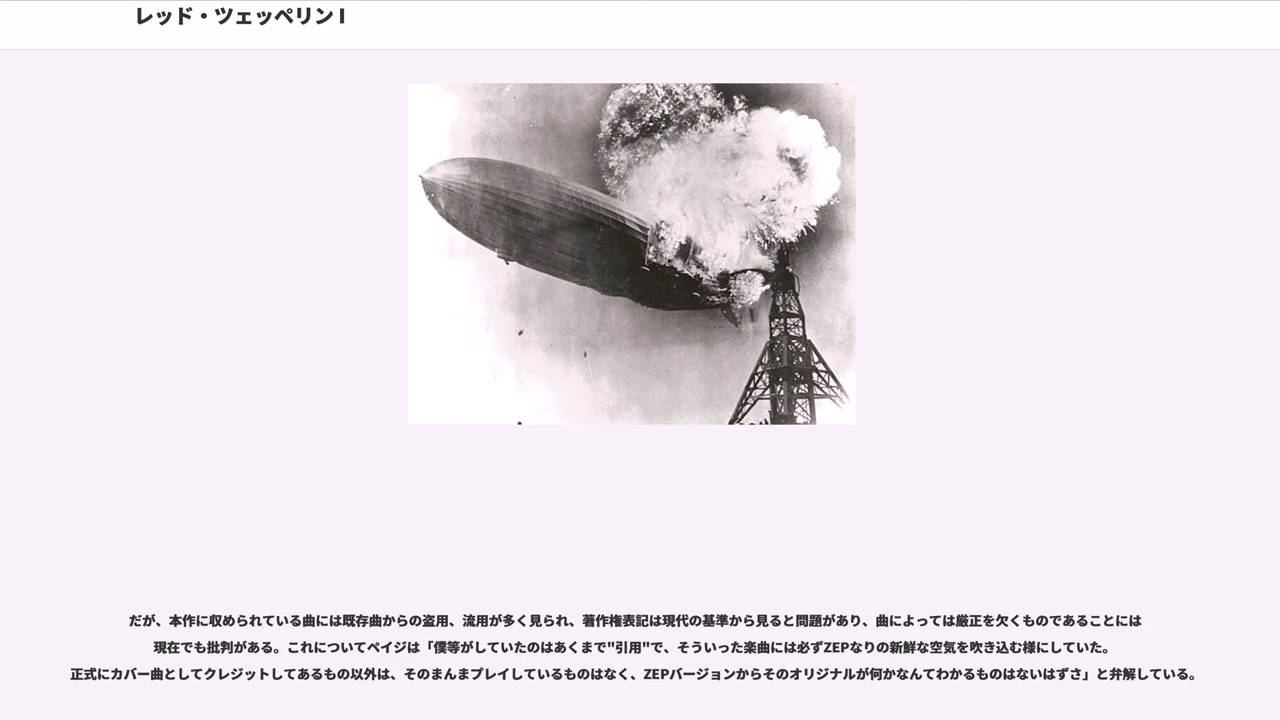 レッド・ツェッペリン I
だが、本作に収められている曲には既存曲からの盗用、流用が多く見られ、著作権表記は現代の基準から見ると問題があり、曲によっては厳正を欠くものであることには
現在でも批判がある。これについてペイジは「僕等がしていたのはあくまで"引用"で、そういった楽曲には必ずZEPなりの新鮮な空気を吹き込む様にしていた。
正式にカバー曲としてクレジットしてあるもの以外は、そのまんまプレイしているものはなく、ZEPバージョンからそのオリジナルが何かなんてわかるものはないはずさ」と弁解している。